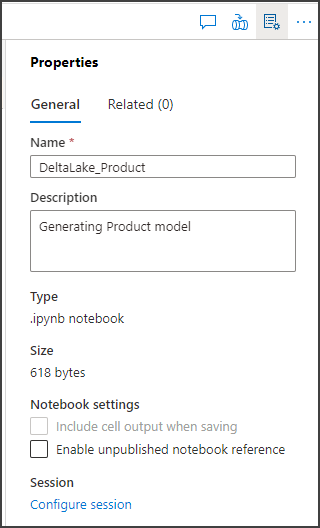 Properties
General Related (0)
Name *
DeltaLake_Product
Description
Generating Product model
Type
.ipynb notebook
Size
618 bytes
Notebook settings
Include cell output when saving
Enable unpublished notebook reference
Session
Configure session